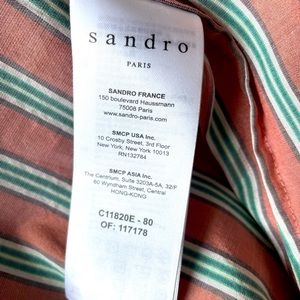 sandro
PARIS
SANDRO FRANCE
150 boulevard Haussmann
75008 Paris
www.sandro-paris.com
SMCP USA Inc.
10 Crosby Street, 3rd Floor
New York, New York 10013
RN132784
SMCP ASIA Inc.
The Centrium, Suite 3203A-5A, 32/F
60 Wyndham Street, Central
HONG-KONG
C11820E - 80
OF: 117178